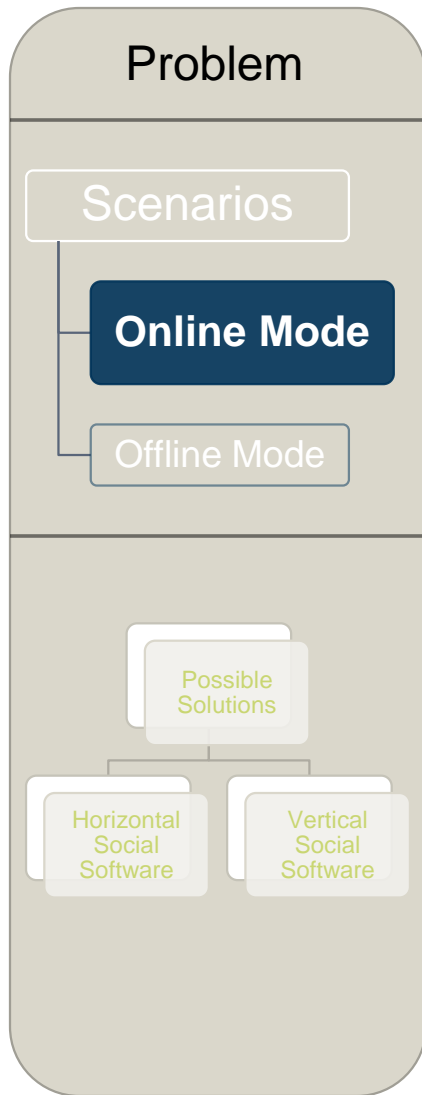 Problem
Scenarios
Online Mode
Offline Mode
Possible
Solutions
Horizontal
Social
Software
Vertical
Social
Software